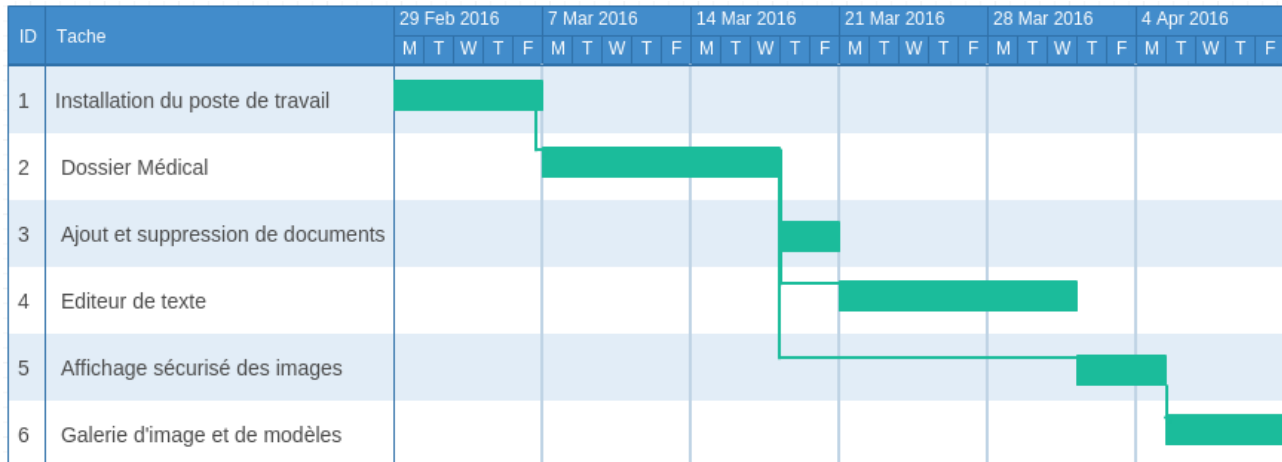 ID Tache 29 Feb 2016 7 Mar 2016 14 Mar 2016 21 Mar 2016 28 Mar 2016 4 Apr 2016
M T W T F M T W T F M T W T F M T W T F M T W T F M T W T F
1 Installation du poste de travail
2 Dossier Médical
3 Ajout et suppression de documents
4 Editeur de texte
5 Affichage sécurisé des images
6 Galerie d'image et de modèles